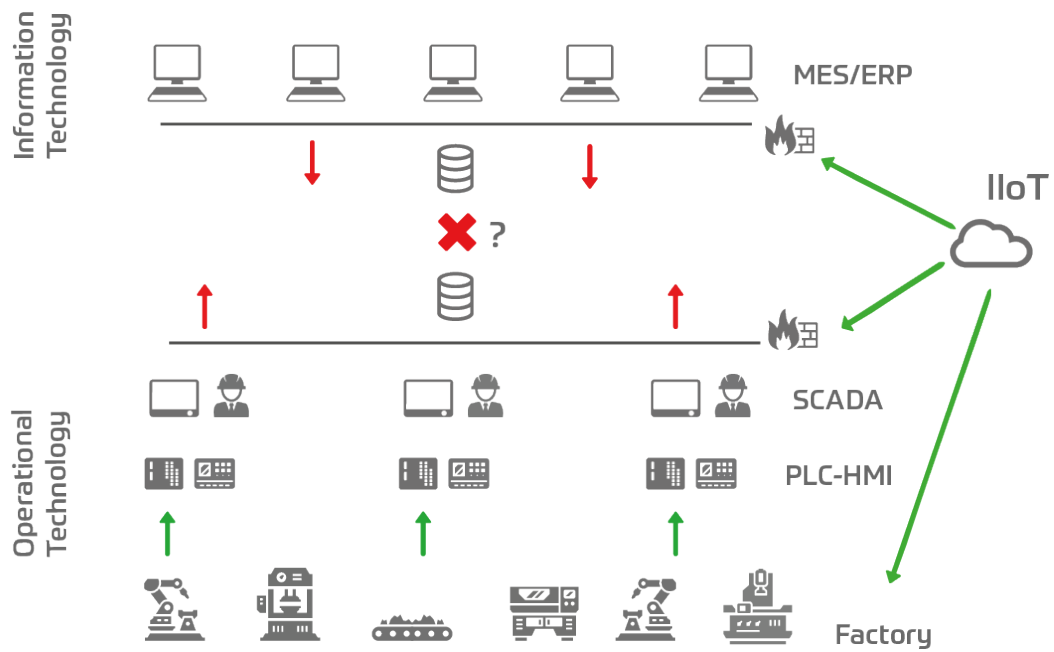 Information
Technology
MES/ERP
IIoT
?
SCADA
Operational
Technology
PLC-HMI
Factory